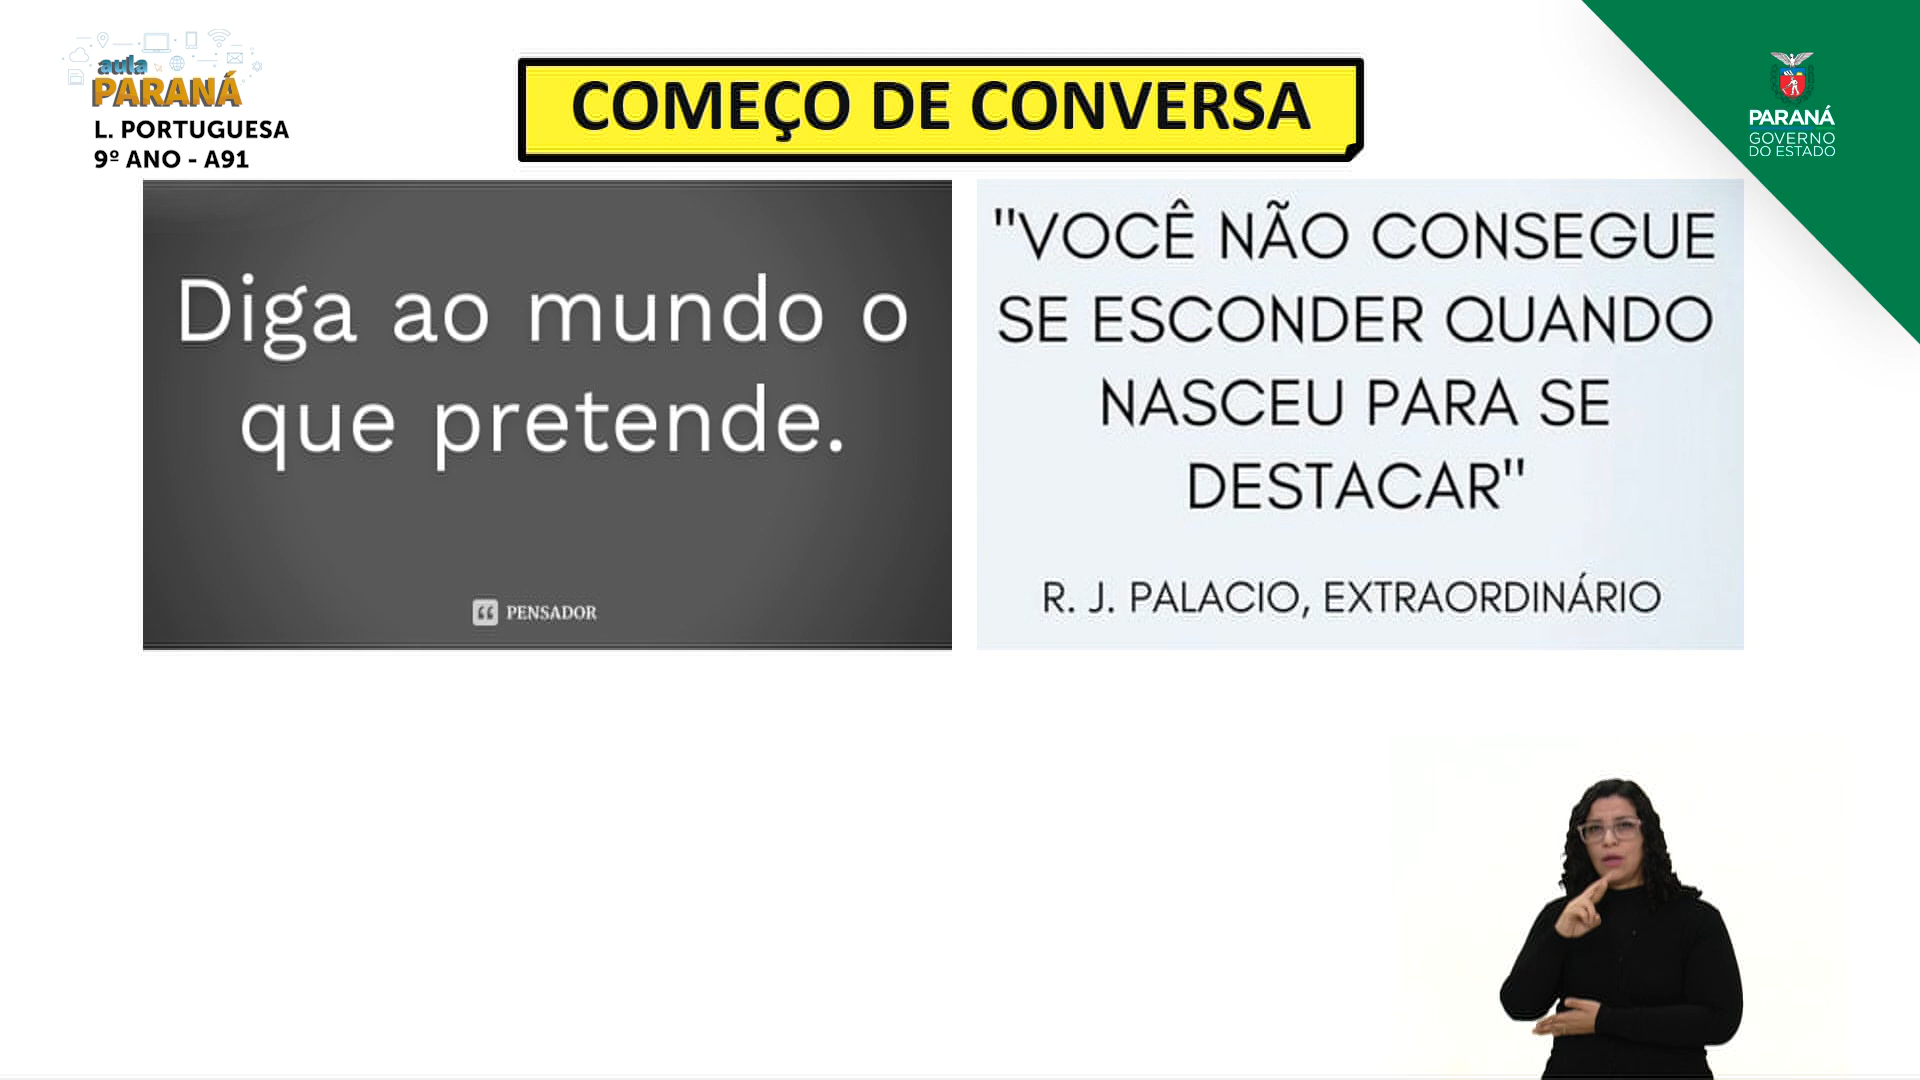 aula
PARANÁ
L. PORTUGUESA
9º ANO - A91
COMEÇO DE CONVERSA
PARANÁ
GOVERNO
DO ESTADO
Diga ao mundo o
que pretende.
PENSADOR
"VOCÊ NÃO CONSEGUE
SE ESCONDER QUANDO
NASCEU PARA SE
DESTACAR"
R. J. PALACIO, EXTRAORDINÁRIO